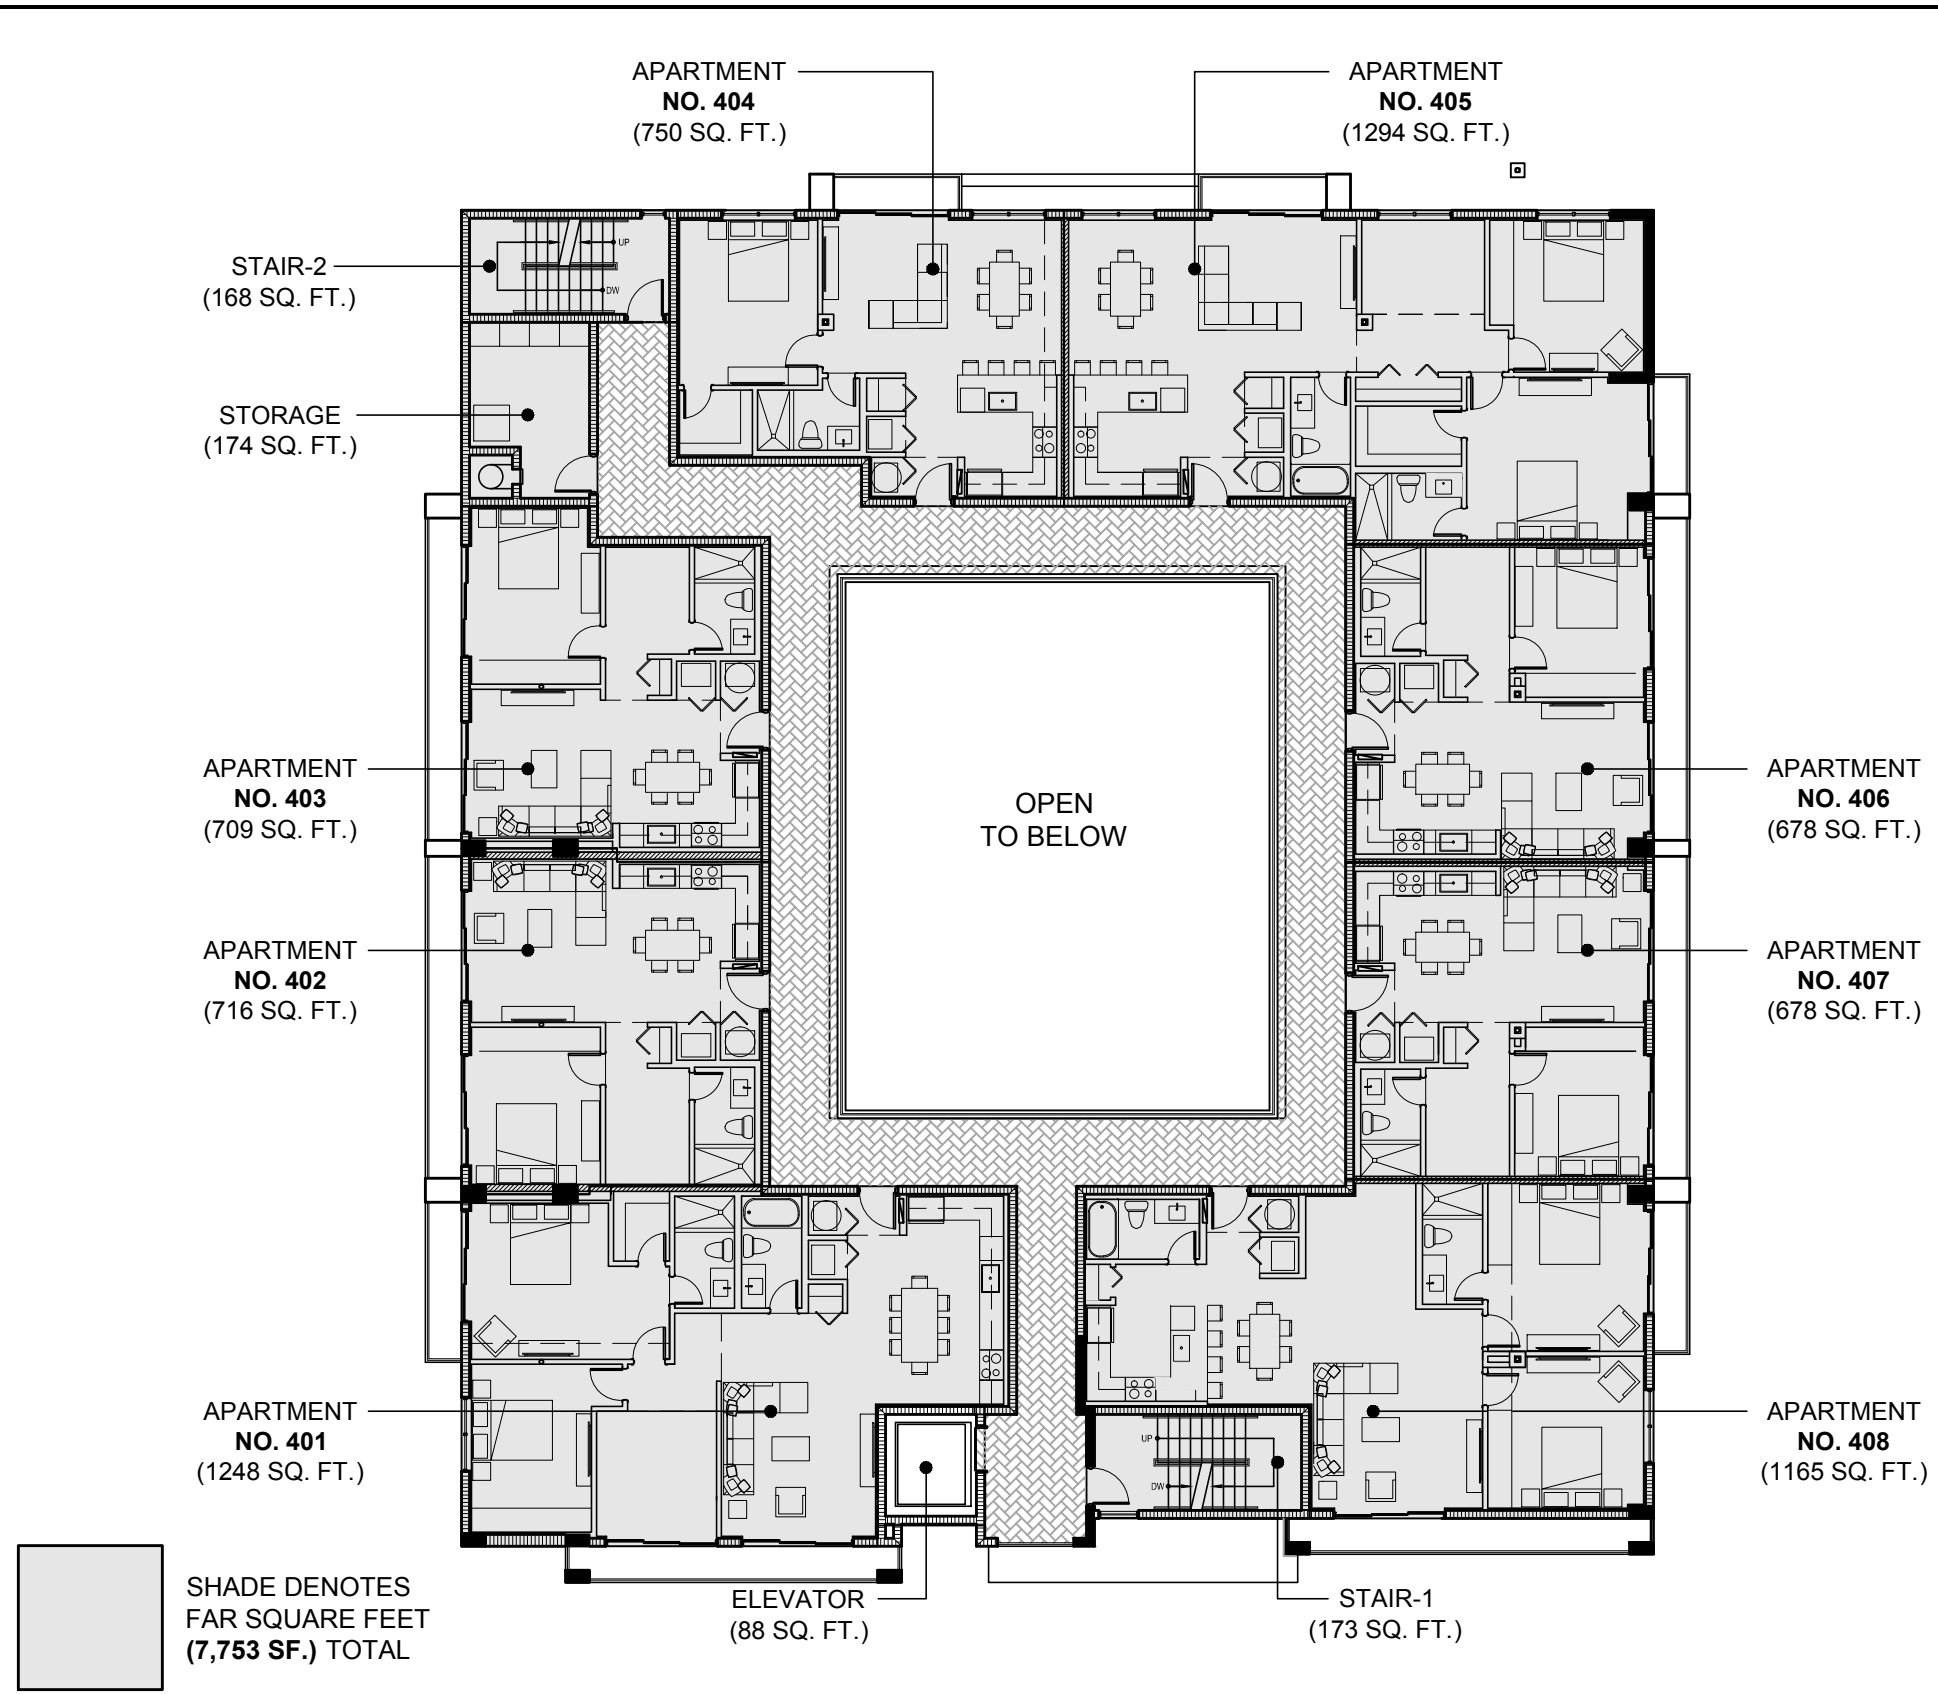 APARTMENT
NO. 404
(750 SQ. FT.)
APARTMENT
NO. 405
(1294 SQ. FT.)
STAIR-2
(168 SQ. FT.)
UP
DW
STORAGE
(174 SQ. FT.)
APARTMENT
NO. 403
(709 SQ. FT.)
OPEN
TO BELOW
APARTMENT
NO. 406
(678 SQ. FT.)
APARTMENT
NO. 402
(716 SQ. FT.)
APARTMENT
NO. 407
(678 SQ. FT.)
APARTMENT
NO. 401
(1248 SQ. FT.)
UP
DW
APARTMENT
NO. 408
(1165 SQ. FT.)
SHADE DENOTES
FAR SQUARE FEET
(7,753 SF.) TOTAL
ELEVATOR
(88 SQ. FT.)
STAIR-1
(173 SQ. FT.)